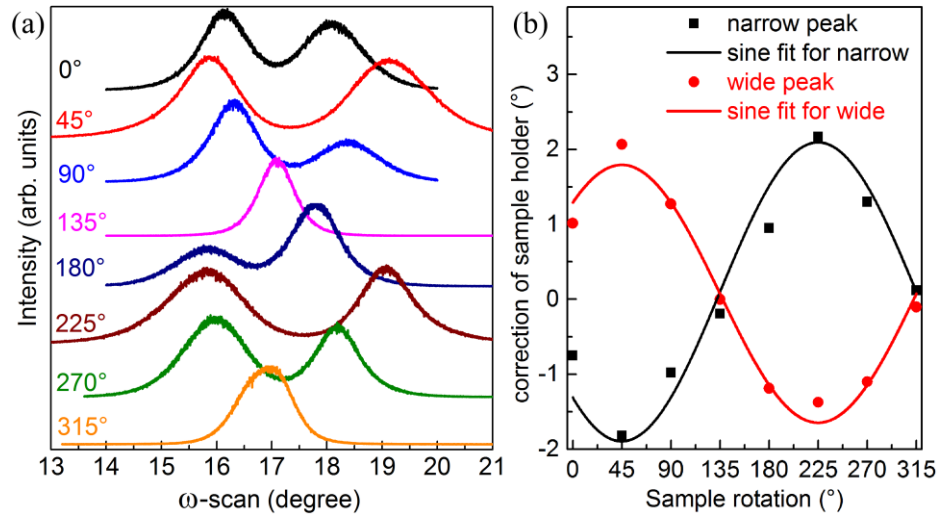 (a)
Intensity (arb. units)
0°
45°
90°
135°
180°
225°
270°
315°
13 14 15 16 17 18 19 20 21
ω-scan (degree)
(b)
narrow peak
sine fit for narrow
wide peak
sine fit for wide
correction of sample holder (°)
3
2
1
0
-1
-2
0 45 90 135 180 225 270 315
Sample rotation (°)